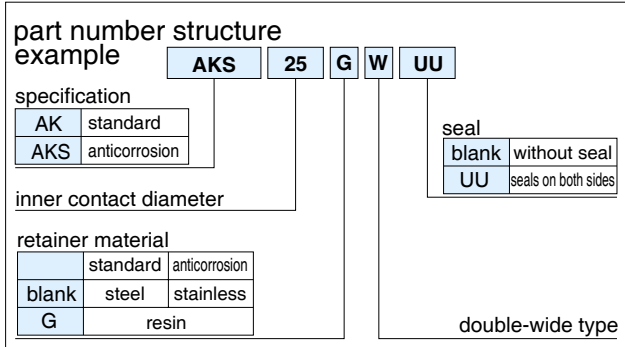 part number structure
example
AKS 25 G W UU
specification
AK standard
AKS anticorrosion
seal
blank without seal
UU seals on both sides
inner contact diameter
retainer material
standard anticorrosion
blank steel stainless
G resin
double-wide type